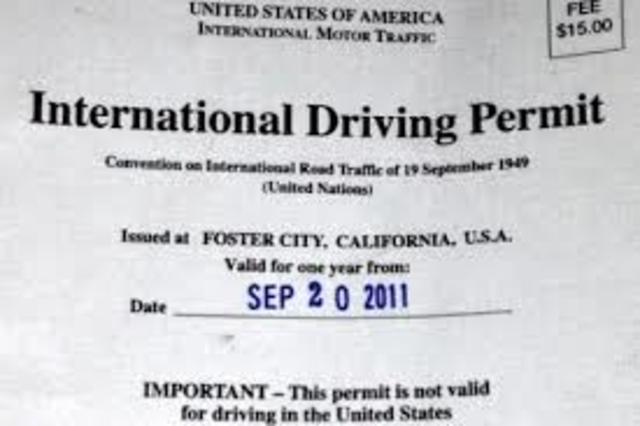 UNITED STATES OF AMERICA
INTERNATIONAL MOTOR TRAFFIC
FEE
$15.00
International Driving Permit
Convention on International Road Traffic of 19 September 1949
(United Nations)
Issued at FOSTER CITY, CALIFORNIA, U.S.A.
Valid for one year from:
Date SEP 20 2011
IMPORTANT – This permit is not valid
for driving in the United States